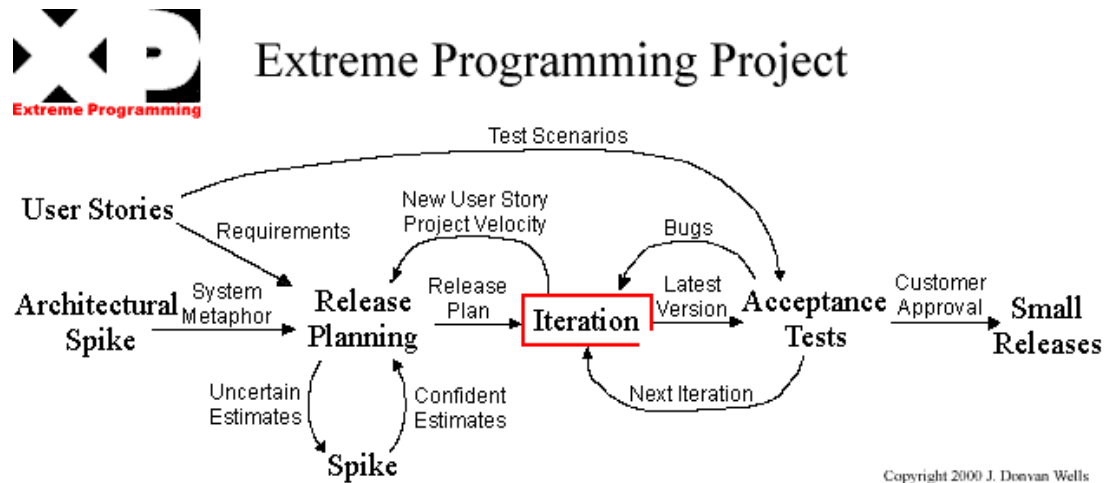 XP
Extreme Programming
Extreme Programming Project
Test Scenarios
User Stories
Requirements
New User Story
Project Velocity
Bugs
Architectural
Spike
System
Metaphor
Release
Planning
Release
Plan
Iteration
Latest
Version
Acceptance
Tests
Customer
Approval
Small
Releases
Uncertain
Estimates
Confident
Estimates
Next Iteration
Spike
Copyright 2000 J. Donvan Wells